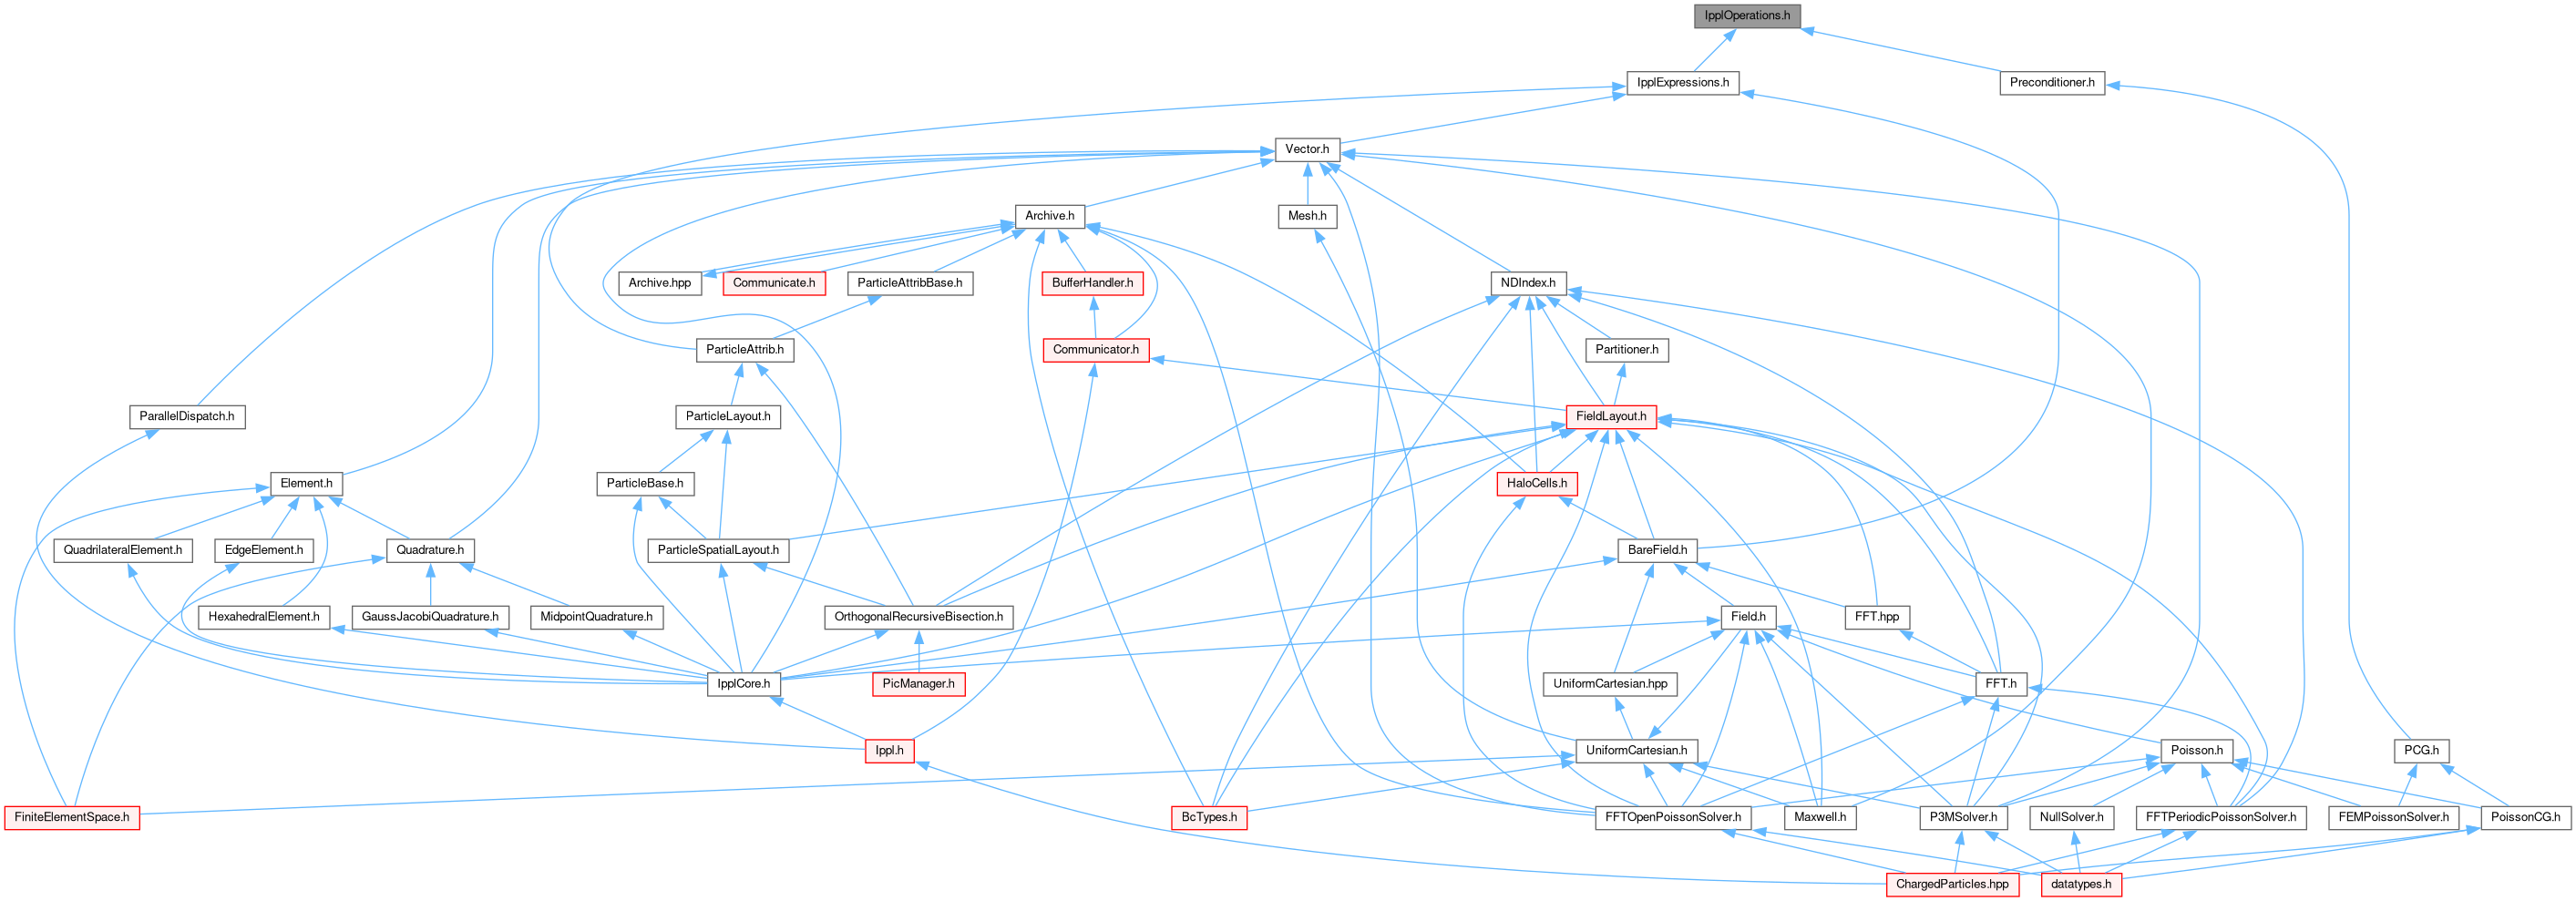 IpplOperations.h
IpplExpressions.h
Preconditioner.h
Vector.h
Archive.h
Mesh.h
Archive.hpp
Communicate.h
ParticleAttribBase.h
BufferHandler.h
NDIndex.h
ParticleAttrib.h
Communicator.h
Partitioner.h
ParallelDispatch.h
ParticleLayout.h
FieldLayout.h
Element.h
ParticleBase.h
HaloCells.h
QuadrilateralElement.h
EdgeElement.h
Quadrature.h
ParticleSpatialLayout.h
BareField.h
HexahedralElement.h
GaussJacobiQuadrature.h
MidpointQuadrature.h
OrthogonalRecursiveBisection.h
Field.h
FFT.hpp
IpplCore.h
PicManager.h
UniformCartesian.hpp
FFT.h
Ippl.h
UniformCartesian.h
Poisson.h
PCG.h
FiniteElementSpace.h
BcTypes.h
FFTOpenPoissonSolver.h
Maxwell.h
P3MSolver.h
NullSolver.h
FFTPeriodicPoissonSolver.h
FEMPoissonSolver.h
PoissonCG.h
ChargedParticles.hpp
datatypes.h